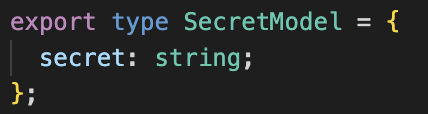 export type SecretModel = {
  secret: string;
};